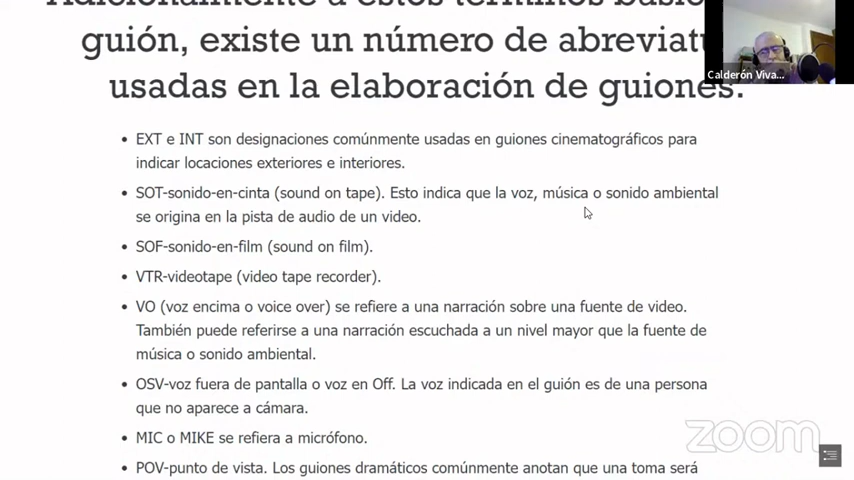 Adicionalmente a estos términos básicos
guión, existe un número de abreviatu
usadas en la elaboración de guiones.
Calderón Viva...
• EXT e INT son designaciones comúnmente usadas en guiones cinematográficos para
indicar locaciones exteriores e interiores.
• SOT-sonido-en-cinta (sound on tape). Esto indica que la voz, música o sonido ambiental
se origina en la pista de audio de un video.
• SOF-sonido-en-film (sound on film).
• VTR-videotape (video tape recorder).
• VO (voz encima o voice over) se refiere a una narración sobre una fuente de video.
También puede referirse a una narración escuchada a un nivel mayor que la fuente de
música o sonido ambiental.
• OSV-voz fuera de pantalla o voz en Off. La voz indicada en el guión es de una persona
que no aparece a cámara.
• MIC o MIKE se refiera a micrófono.
• POV-punto de vista. Los guiones dramáticos comúnmente anotan que una toma será
zoom